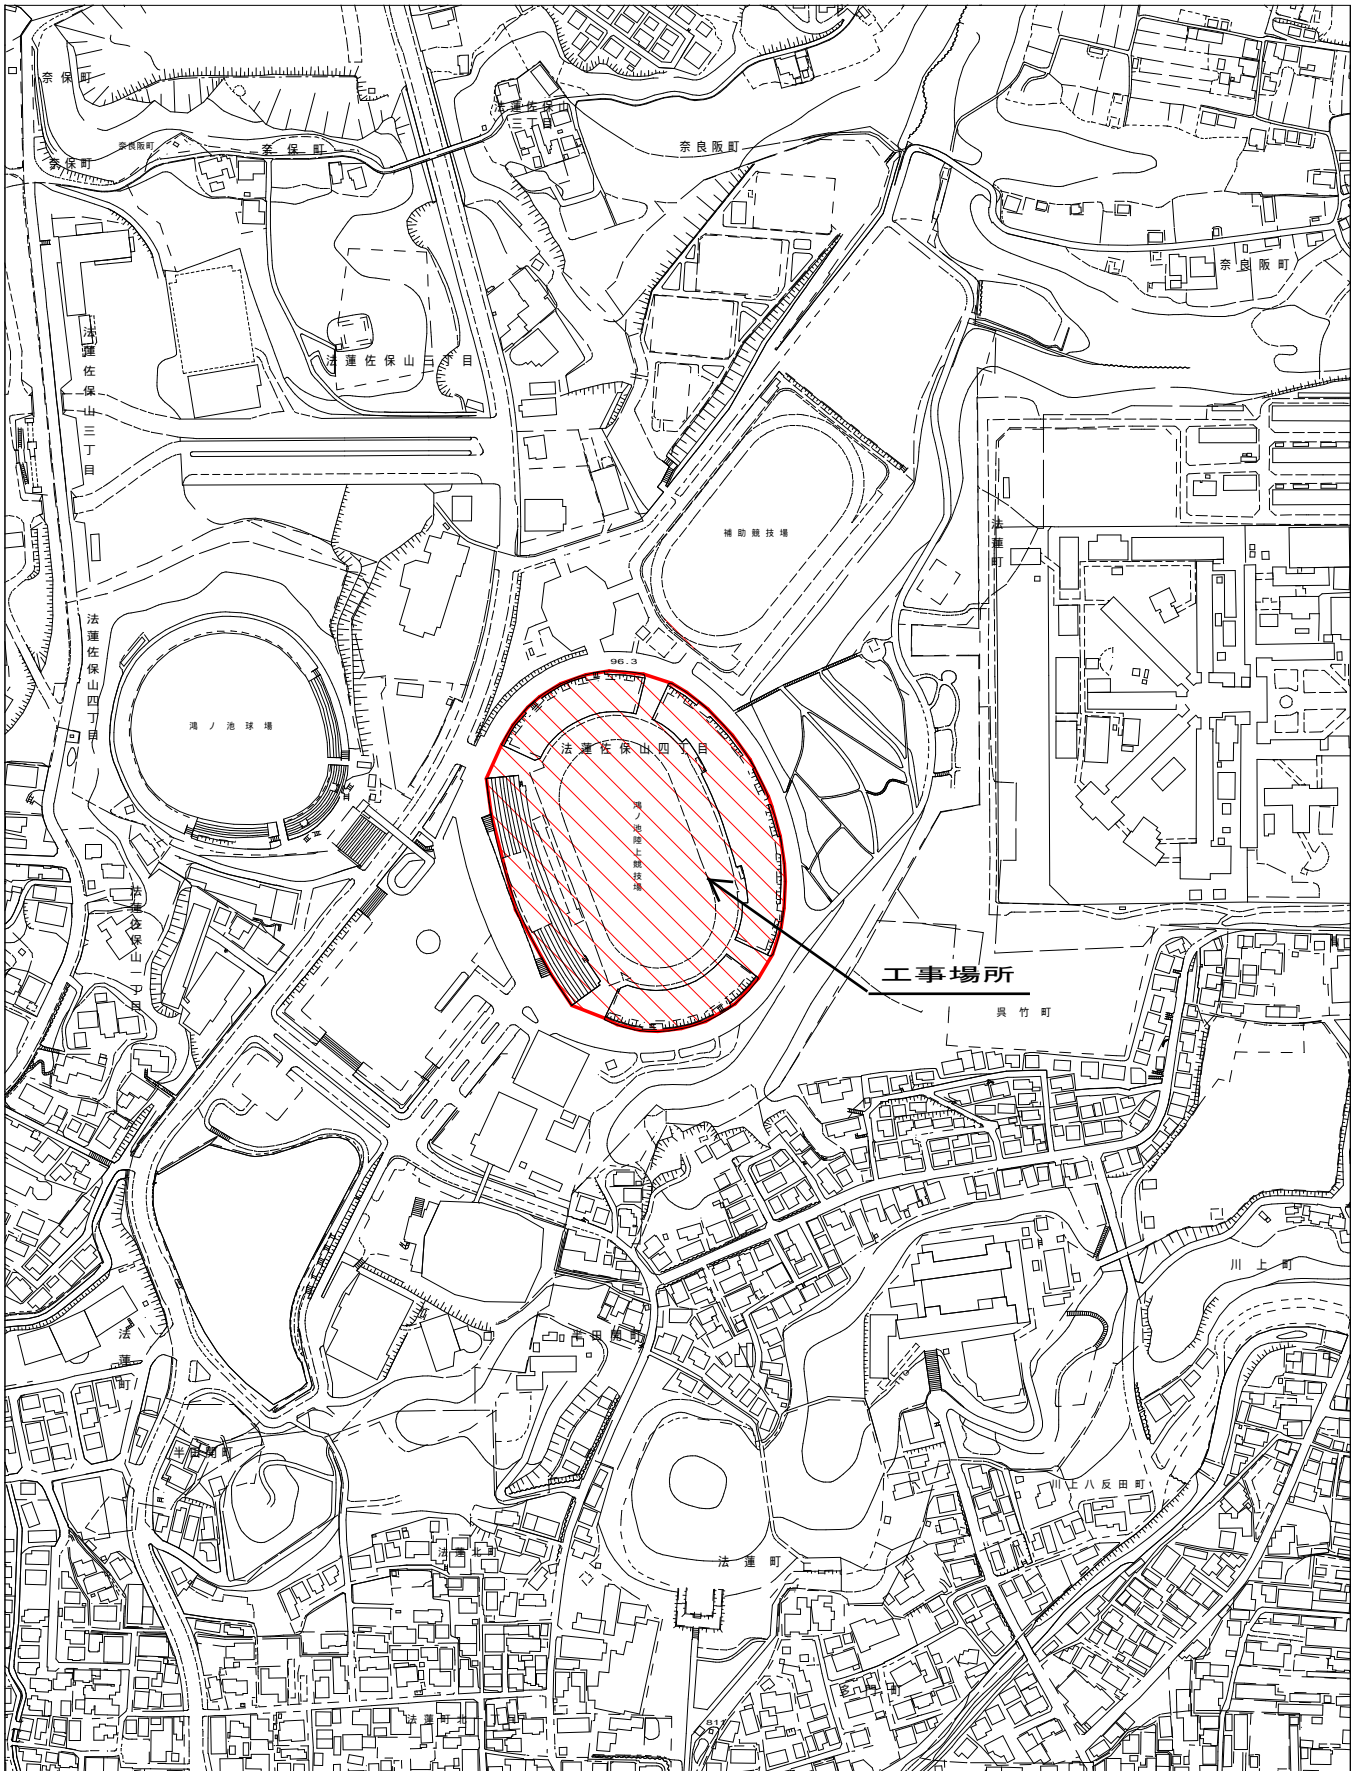 奈保町
法蓮佐保山
三丁目
奈良阪町
奈保町
奈良阪町
奈保町
奈良阪町
法蓮佐保山三丁目
法蓮佐保山三丁目
法蓮町
補助競技場
法蓮佐保山四丁目
96.3
鴻ノ池球場
法蓮佐保山四丁目
鴻ノ池陸上競技場
法蓮佐保山一丁目
工事場所
呉竹町
川上町
法蓮町
半田開町
半田開町
川上八反田町
法蓮北町
法蓮町